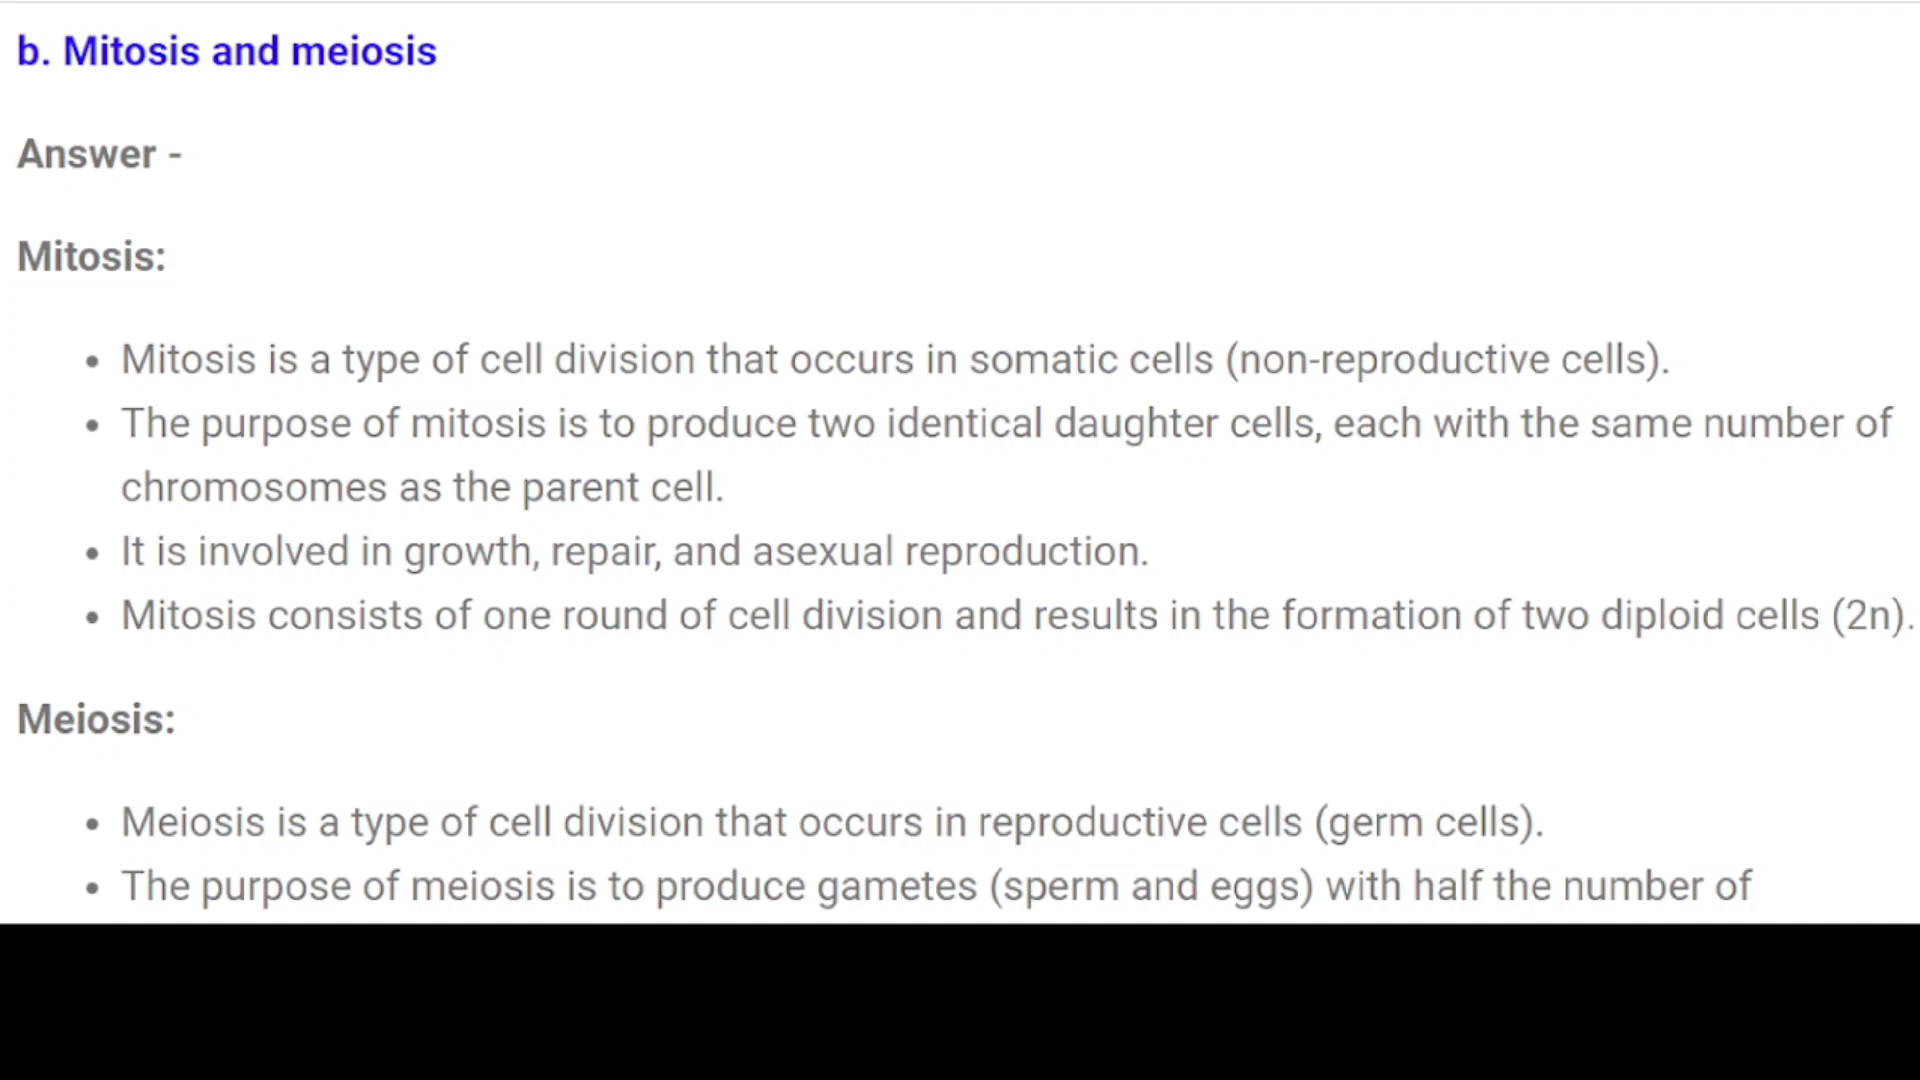 b. Mitosis and meiosis
Answer -
Mitosis:
• Mitosis is a type of cell division that occurs in somatic cells (non-reproductive cells).
• The purpose of mitosis is to produce two identical daughter cells, each with the same number of
chromosomes as the parent cell.
• It is involved in growth, repair, and asexual reproduction.
• Mitosis consists of one round of cell division and results in the formation of two diploid cells (2n).
Meiosis:
• Meiosis is a type of cell division that occurs in reproductive cells (germ cells).
• The purpose of meiosis is to produce gametes (sperm and eggs) with half the number of